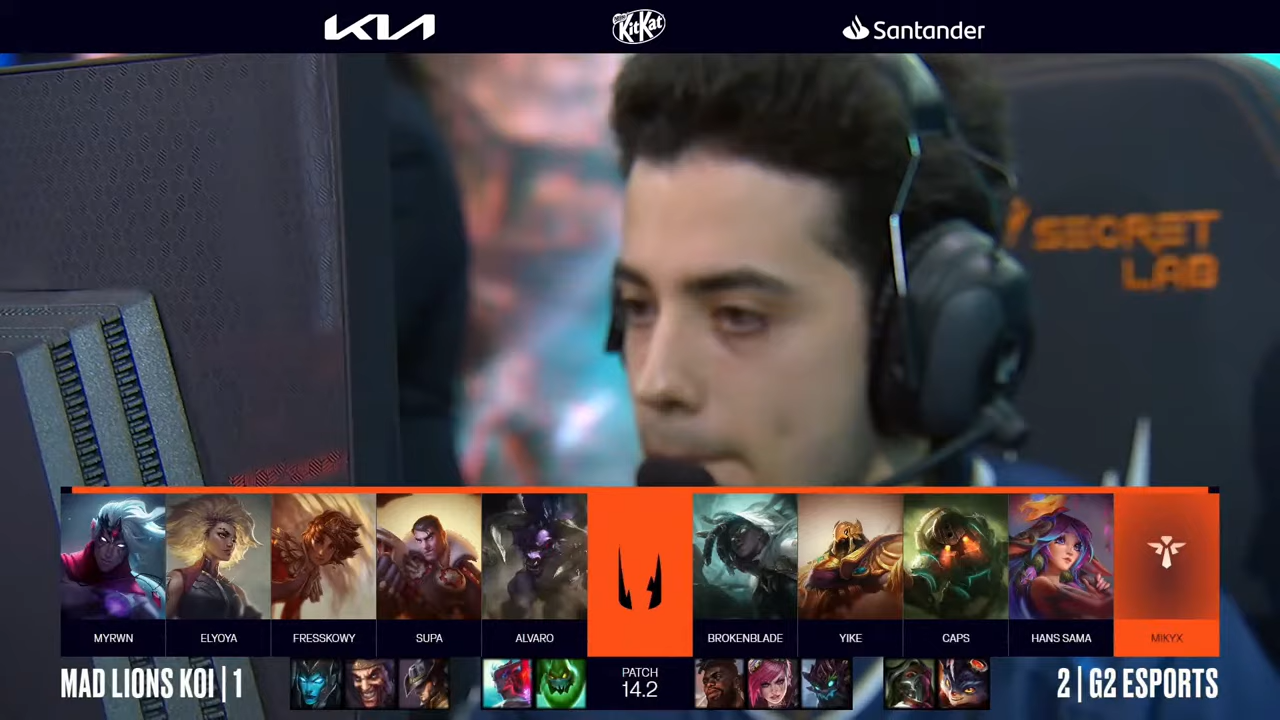 KIA
Nestle KitKat
Santander
SECRET
LAB
MYRWN
ELYOYA
FRESSKOWY
SUPA
ALVARO
BROKENBLADE
YIKE
CAPS
HANS SAMA
MIKYX
MAD LIONS KOI | 1
PATCH
14.2
2 | G2 ESPORTS